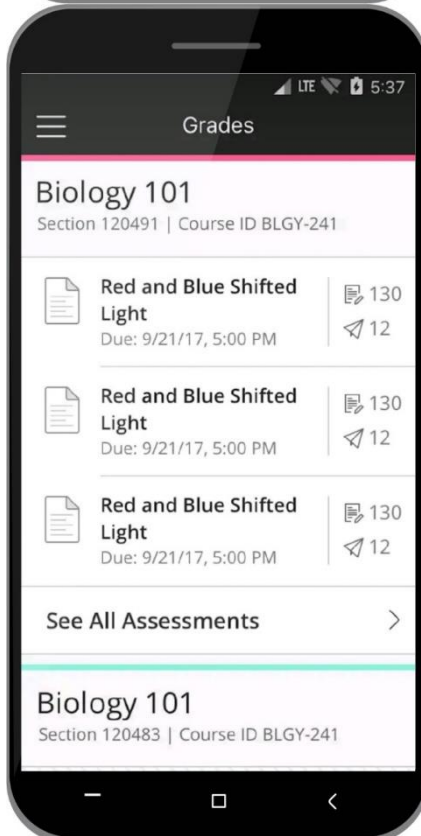 LTE 5:37
Grades
Biology 101
Section 120491 | Course ID BLGY-241
Red and Blue Shifted
Light
Due: 9/21/17, 5:00 PM
130
12
Red and Blue Shifted
Light
Due: 9/21/17, 5:00 PM
130
12
Red and Blue Shifted
Light
Due: 9/21/17, 5:00 PM
130
12
See All Assessments
Biology 101
Section 120483 | Course ID BLGY-241